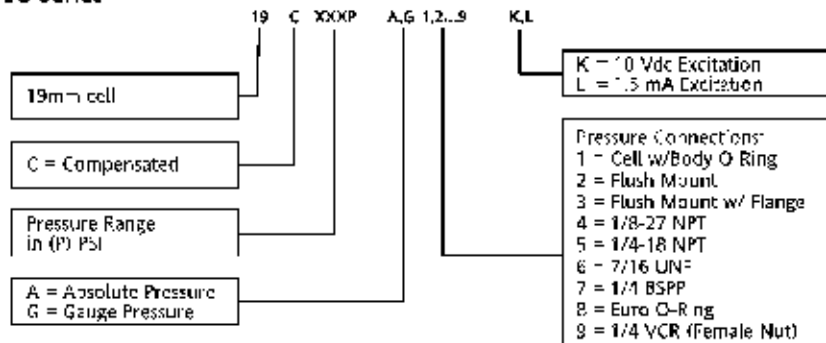 19 C XXXP A,G 1,2...9 K,L
19mm cell
C = Compensated
Pressure Range
in (P) PSI
A = Absolute Pressure
G = Gauge Pressure
K = 10 Vdc Excitation
L = 1.5 mA Excitation
Pressure Connections:
1 = Cell w/Body O Ring
2 = Flush Mount
3 = Flush Mount w/ Flange
4 = 1/8-27 NPT
5 = 1/4-18 NPT
6 = 7/16 UNF
7 = 1/4 BSPP
8 = Euro O-Ring
9 = 1/4 VCR (Female Nut)